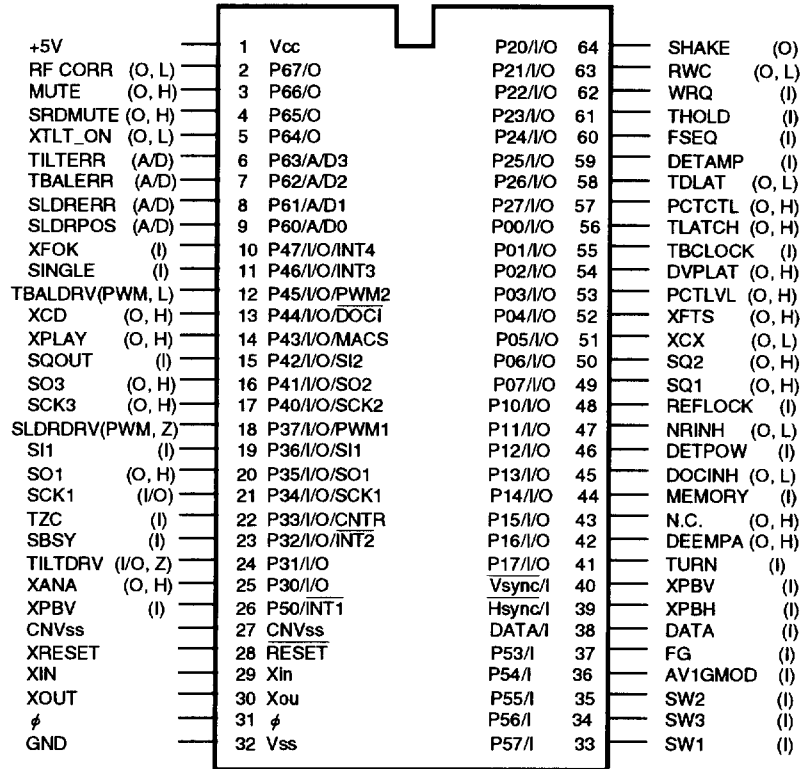 +5V 1 Vcc P20/I/O 64 SHAKE (O)
RF CORR (O, L) 2 P67/O P21/I/O 63 RWC (O, L)
MUTE (O, H) 3 P66/O P22/I/O 62 WRQ (I)
SRDMUTE (O, H) 4 P65/O P23/I/O 61 THOLD (I)
XTLT_ON (O, L) 5 P64/O P24/I/O 60 FSEQ (I)
TILTERR (A/D) 6 P63/A/D3 P25/I/O 59 DETAMP (I)
TBALERR (A/D) 7 P62/A/D2 P26/I/O 58 TDLAT (O, L)
SLDRERR (A/D) 8 P61/A/D1 P27/I/O 57 PCTCTL (O, H)
SLDRPOS (A/D) 9 P60/A/D0 P00/I/O 56 TLATCH (O, H)
XFOK (I) 10 P47/I/O/INT4 P01/I/O 55 TBCLOCK (I)
SINGLE (I) 11 P46/I/O/INT3 P02/I/O 54 DVPLAT (O, H)
TBALDRV(PWM, L) 12 P45/I/O/PWM2 P03/I/O 53 PCTLVL (O, H)
XCD (O, H) 13 P44/I/O/DOCI P04/I/O 52 XFTS (O, H)
XPLAY (O, H) 14 P43/I/O/MACS P05/I/O 51 XCX (O, L)
SQOUT (I) 15 P42/I/O/SI2 P06/I/O 50 SQ2 (O, H)
SO3 (O, H) 16 P41/I/O/SO2 P07/I/O 49 SQ1 (O, H)
SCK3 (O, H) 17 P40/I/O/SCK2 P10/I/O 48 REFLOCK (I)
SLDRDRV(PWM, Z) 18 P37/I/O/PWM1 P11/I/O 47 NRINH (O, L)
SI1 (I) 19 P36/I/O/SI1 P12/I/O 46 DETPOW (I)
SO1 (O, H) 20 P35/I/O/SO1 P13/I/O 45 DOCINH (O, L)
SCK1 (I/O) 21 P34/I/O/SCK1 P14/I/O 44 MEMORY (I)
TZC (I) 22 P33/I/O/CNTR P15/I/O 43 N.C. (O, H)
SBSY (I) 23 P32/I/O/INT2 P16/I/O 42 DEEMPA (O, H)
TILTDRV (I/O, Z) 24 P31/I/O P17/I/O 41 TURN (I)
XANA (O, H) 25 P30/I/O Vsync/I 40 XPBV (I)
XPBV (I) 26 P50/INT1 Hsync/I 39 XPBH (I)
CNVss 27 CNVss DATA/I 38 DATA (I)
XRESET 28 RESET P53/I 37 FG (I)
XIN 29 Xin P54/I 36 AV1GMOD (I)
XOUT 30 Xou P55/I 35 SW2 (I)
ϕ 31 ϕ P56/I 34 SW3 (I)
GND 32 Vss P57/I 33 SW1 (I)